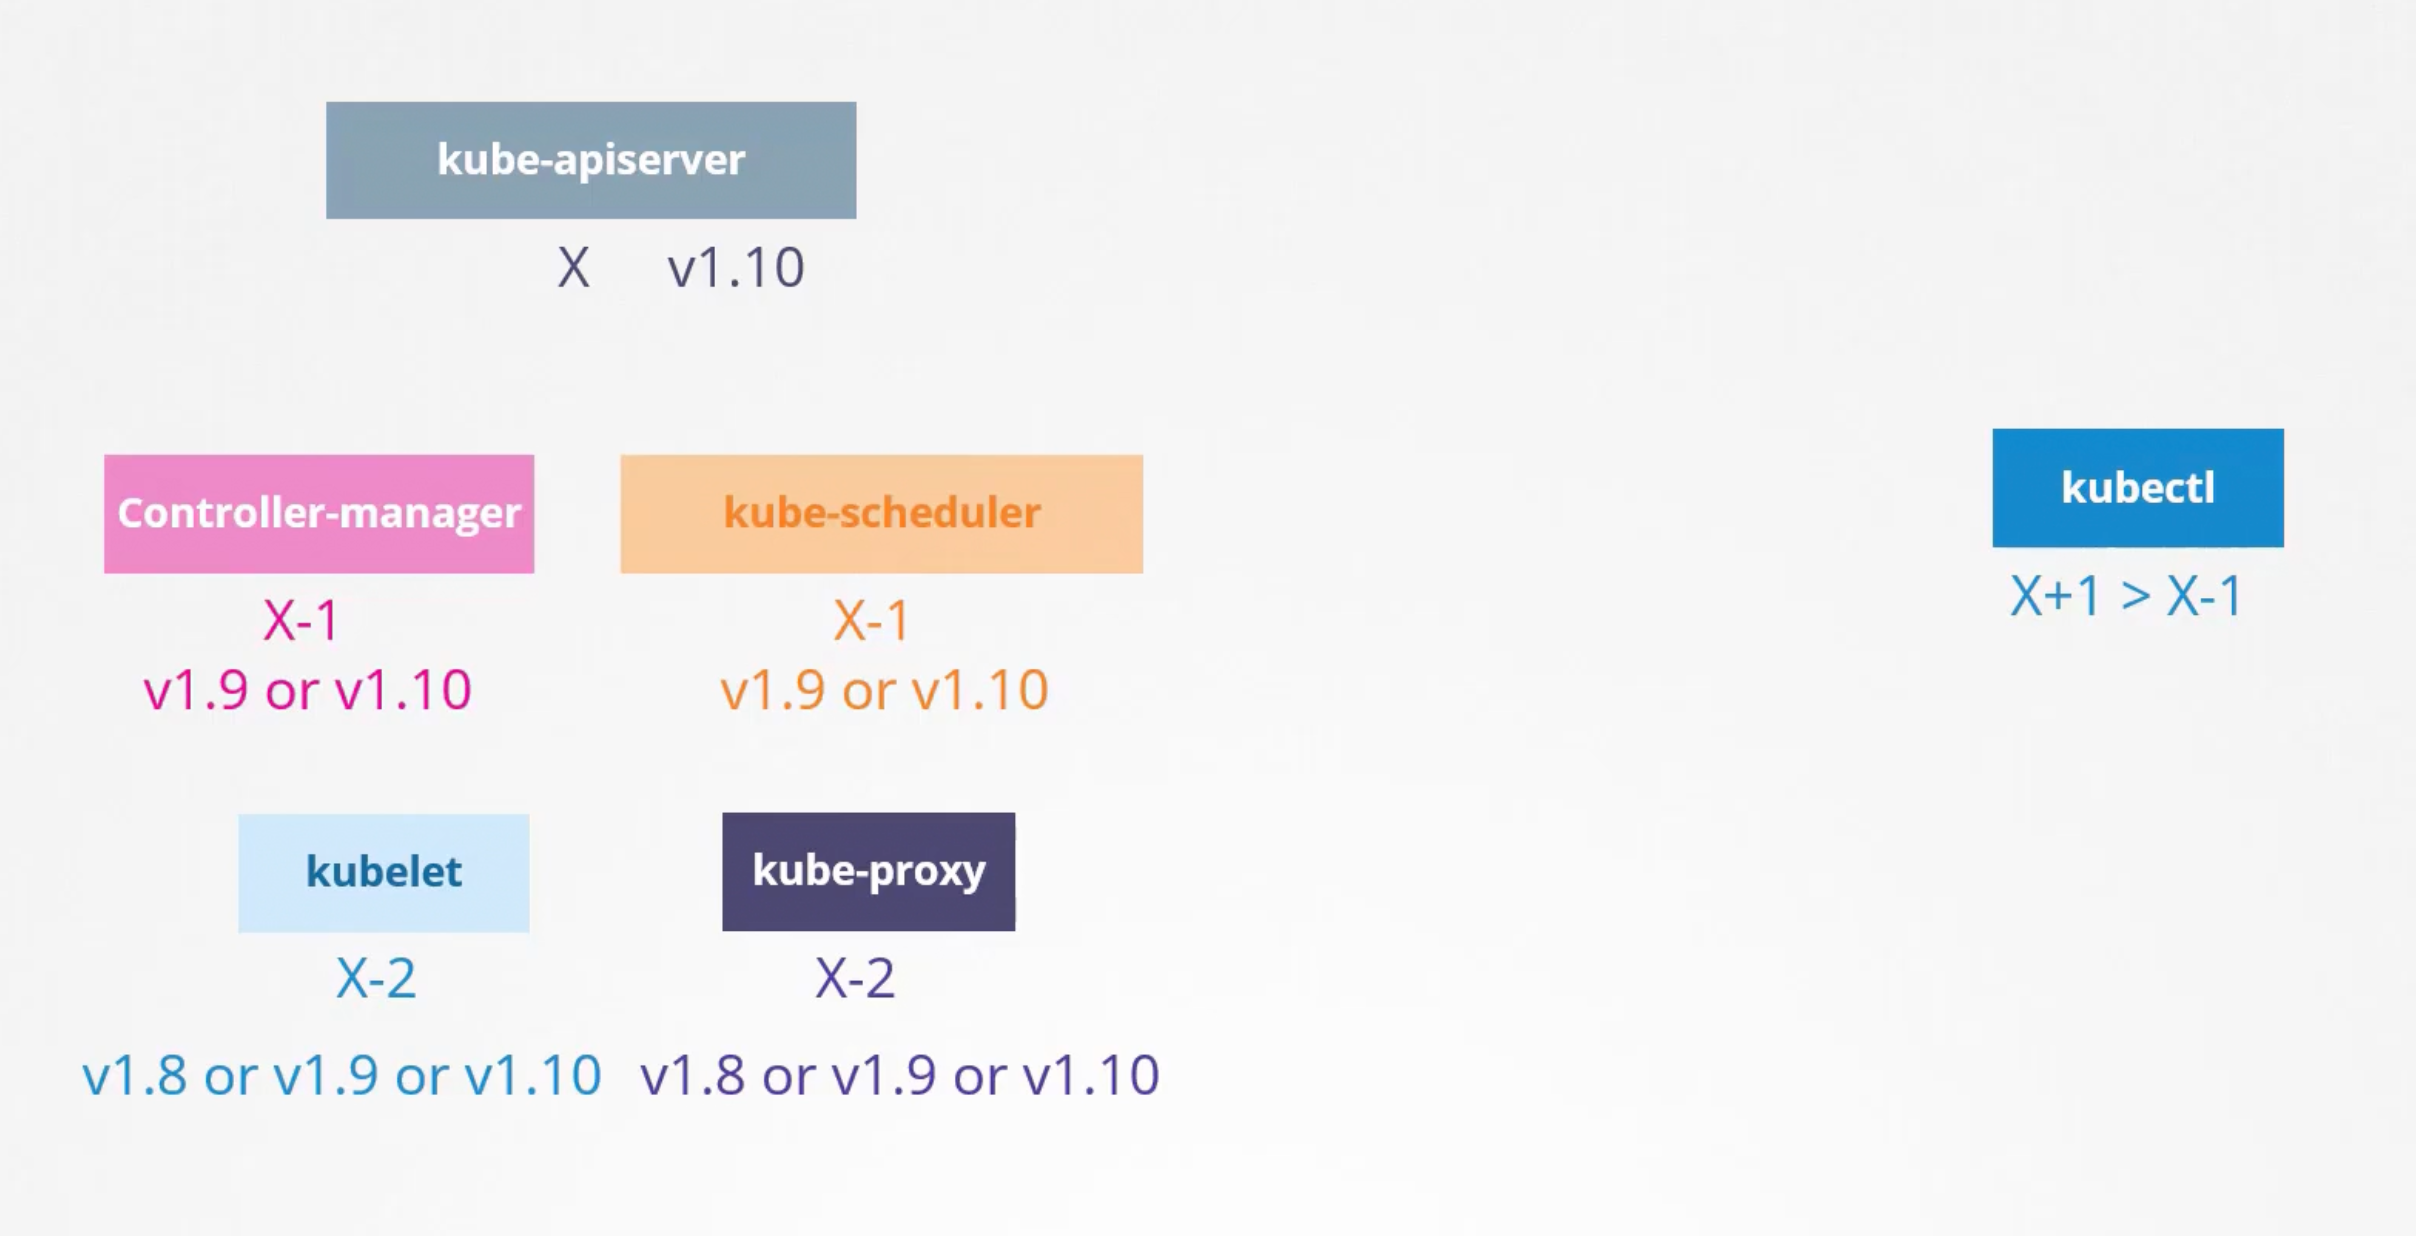 kube-apiserver
X v1.10
Controller-manager
kube-scheduler
kubectl
X-1
X-1
X+1 > X-1
v1.9 or v1.10
v1.9 or v1.10
kubelet
kube-proxy
X-2
X-2
v1.8 or v1.9 or v1.10
v1.8 or v1.9 or v1.10